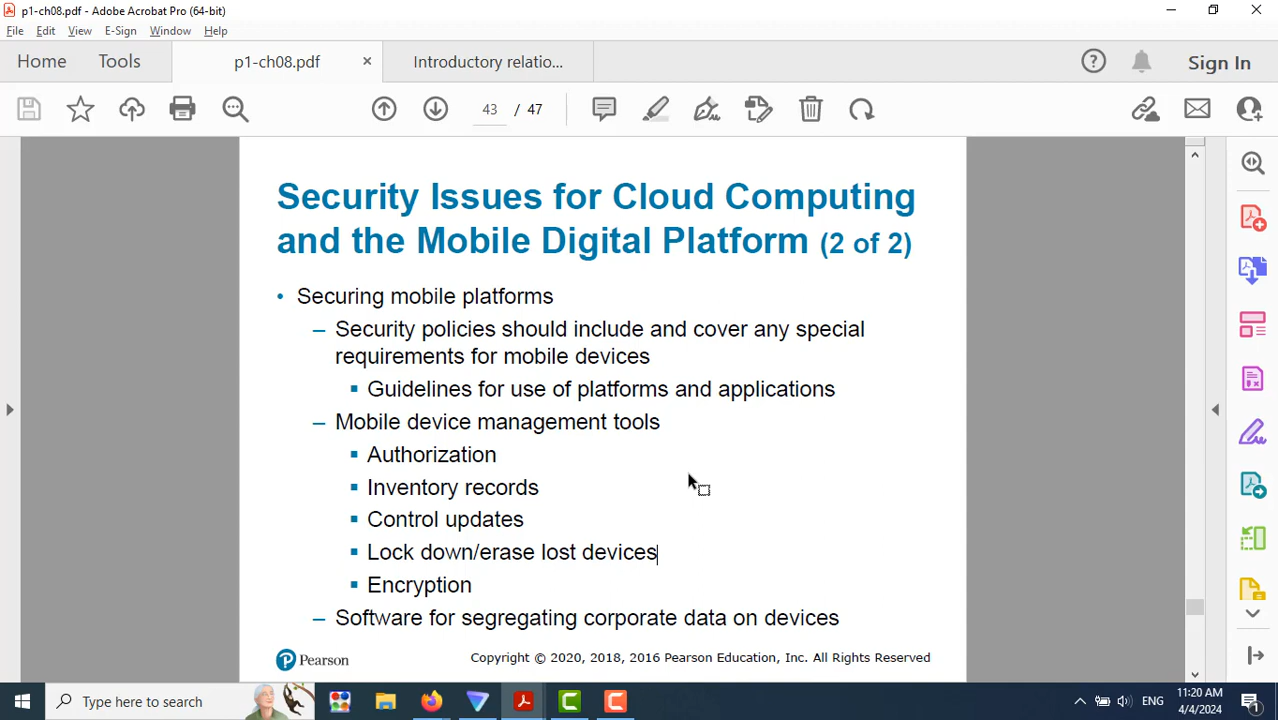 p1-ch08.pdf - Adobe Acrobat Pro (64-bit)
File Edit View E-Sign Window Help
Home Tools p1-ch08.pdf × Introductory relatio... Sign In
43 / 47
Security Issues for Cloud Computing
and the Mobile Digital Platform (2 of 2)
• Securing mobile platforms
– Security policies should include and cover any special
requirements for mobile devices
▪ Guidelines for use of platforms and applications
– Mobile device management tools
▪ Authorization
▪ Inventory records
▪ Control updates
▪ Lock down/erase lost devices
▪ Encryption
– Software for segregating corporate data on devices
Pearson Copyright © 2020, 2018, 2016 Pearson Education, Inc. All Rights Reserved
Type here to search ENG 11:20 AM
4/4/2024 1